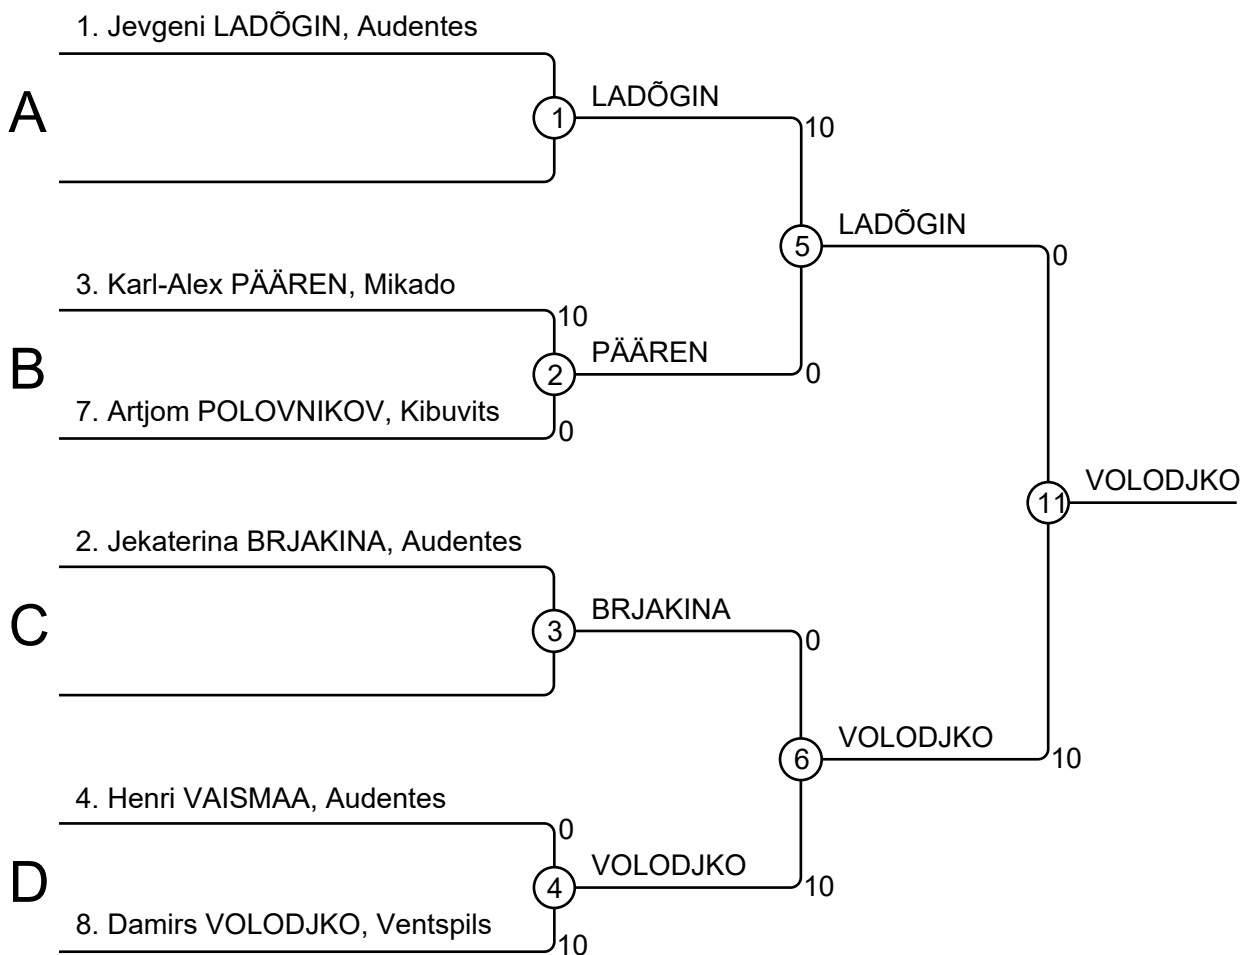 1. Jevgeni LADÕGIN, Audentes
A
1
LADÕGIN
10
5
LADÕGIN
0
3. Karl-Alex PÄÄREN, Mikado
10
B
2
PÄÄREN
0
7. Artjom POLOVNIKOV, Kibuvits
0
11
VOLODJKO
2. Jekaterina BRJAKINA, Audentes
C
3
BRJAKINA
0
6
VOLODJKO
10
4. Henri VAISMAA, Audentes
0
D
4
VOLODJKO
10
8. Damirs VOLODJKO, Ventspils
10